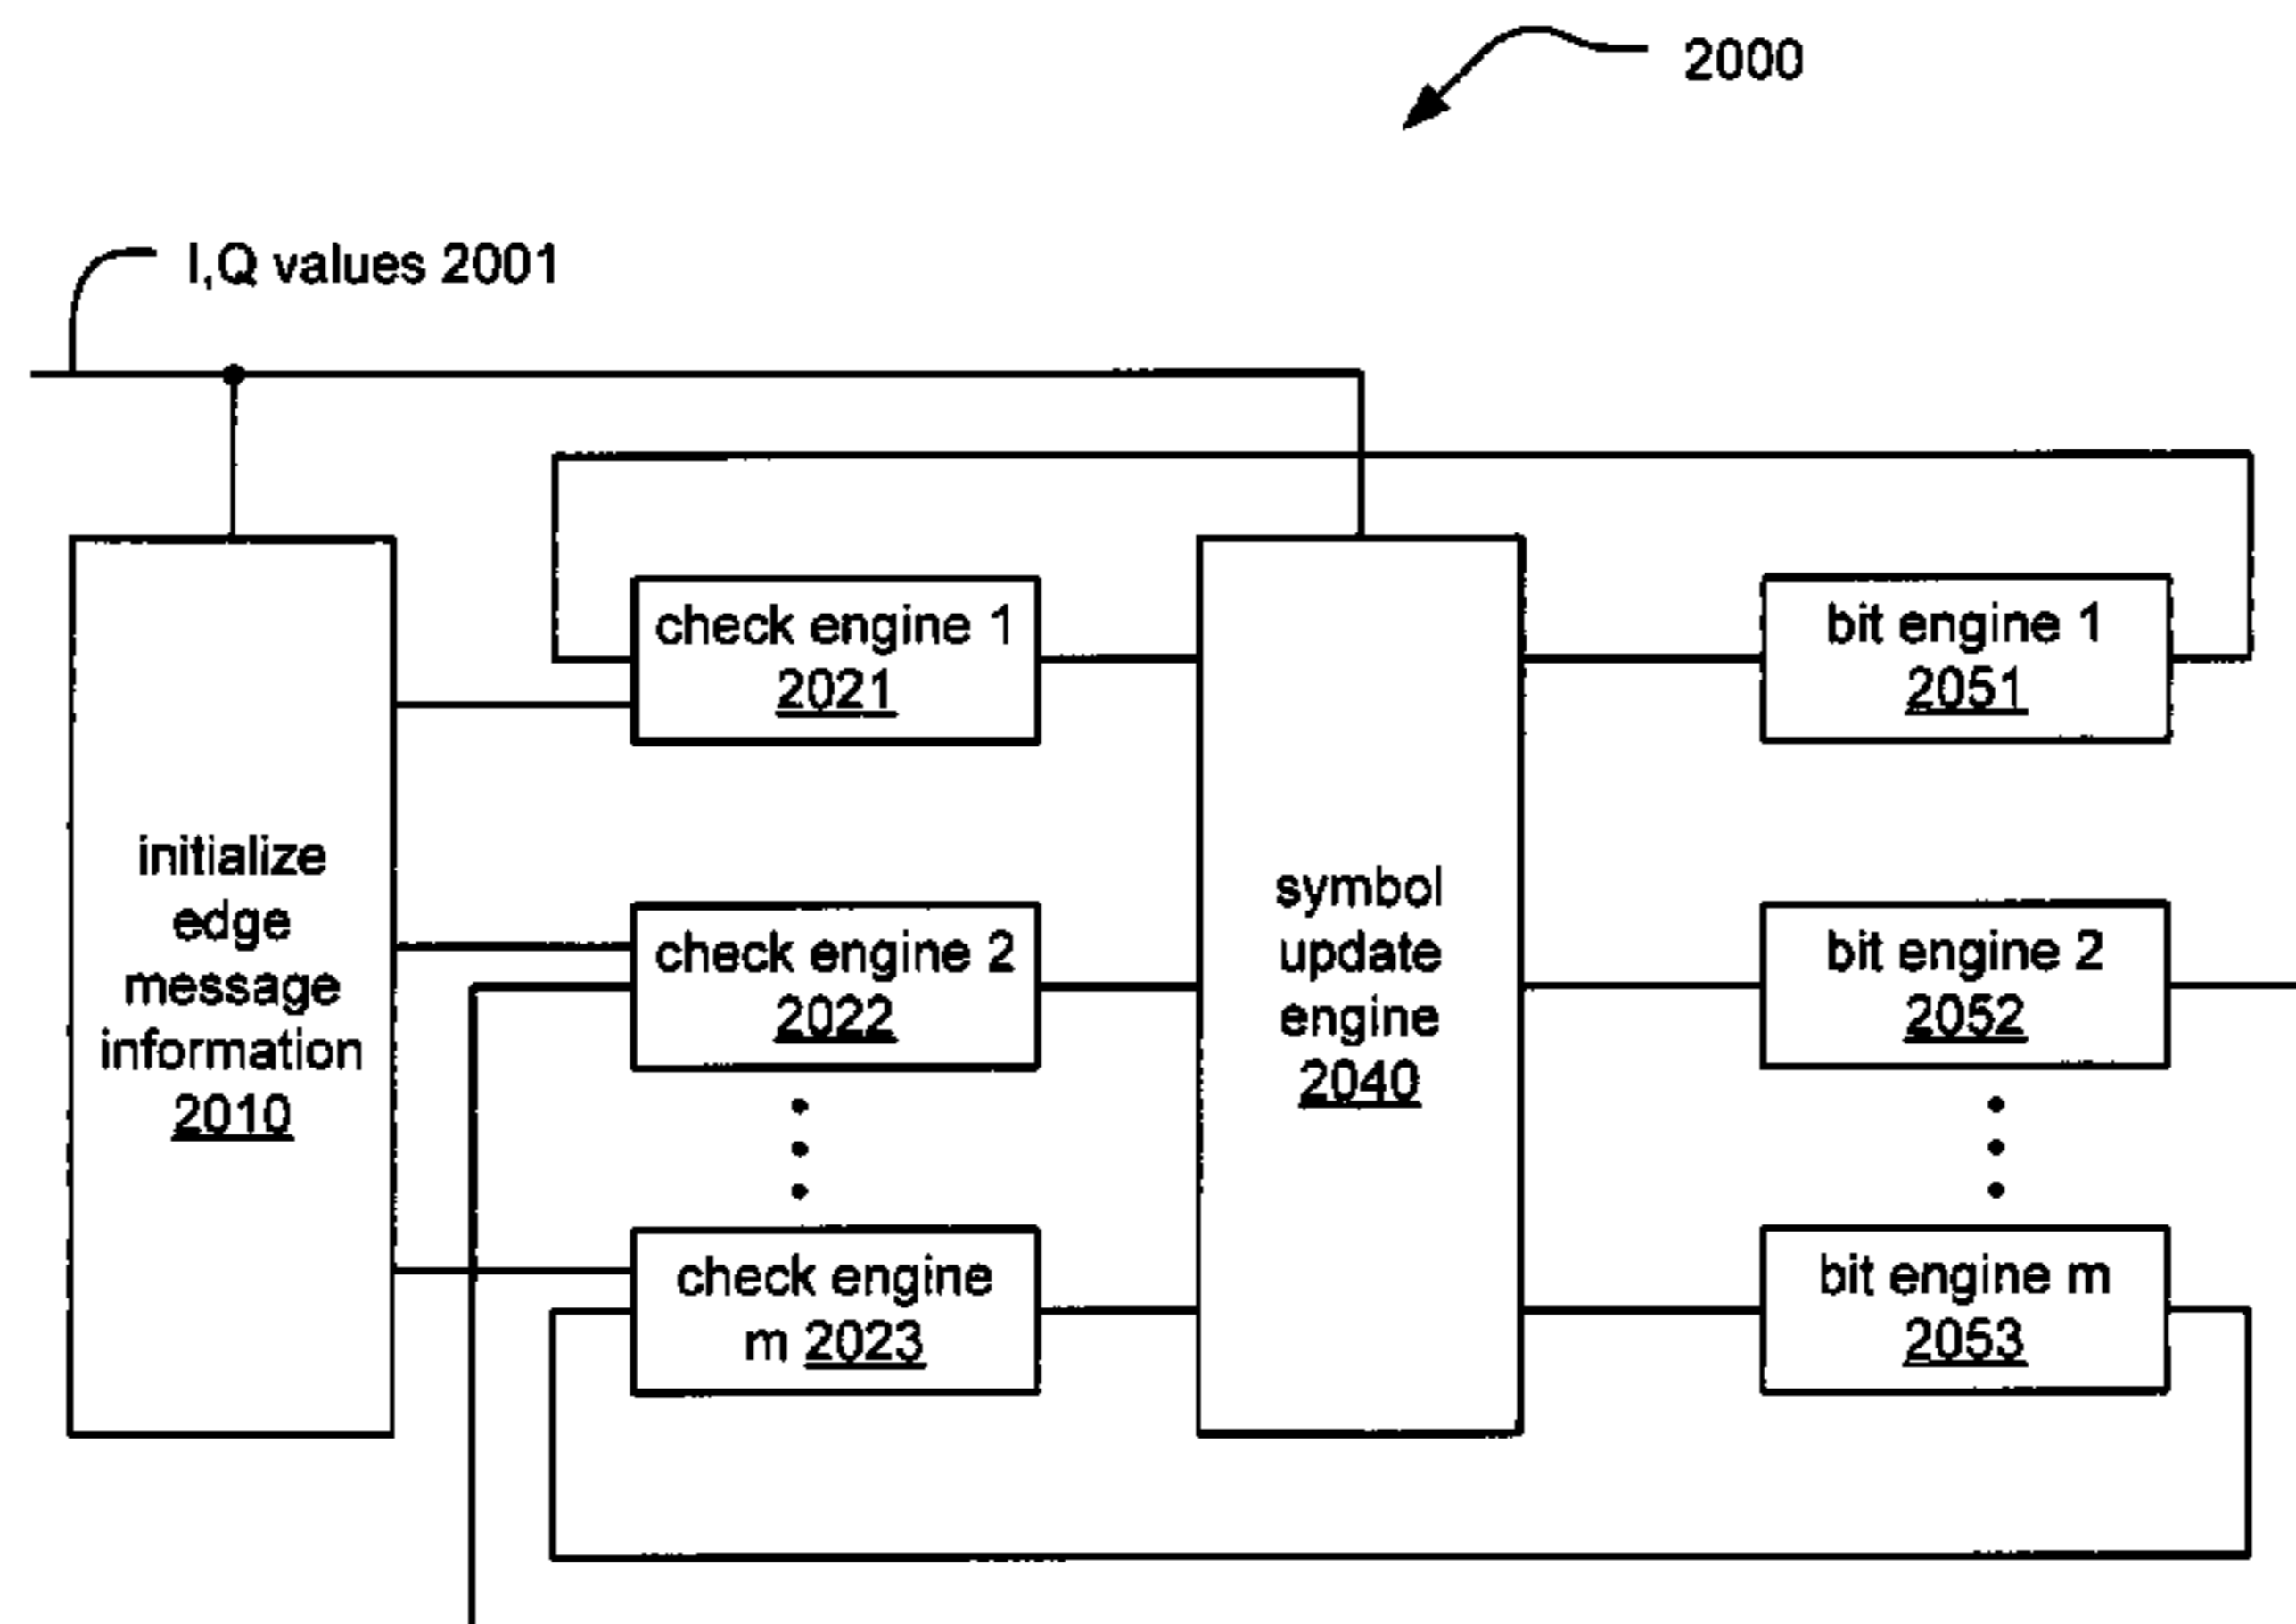 2000
I,Q values 2001
check engine 1
2021
bit engine 1
2051
initialize
edge
message
information
2010
check engine 2
2022
symbol
update
engine
2040
bit engine 2
2052
check engine
m 2023
bit engine m
2053